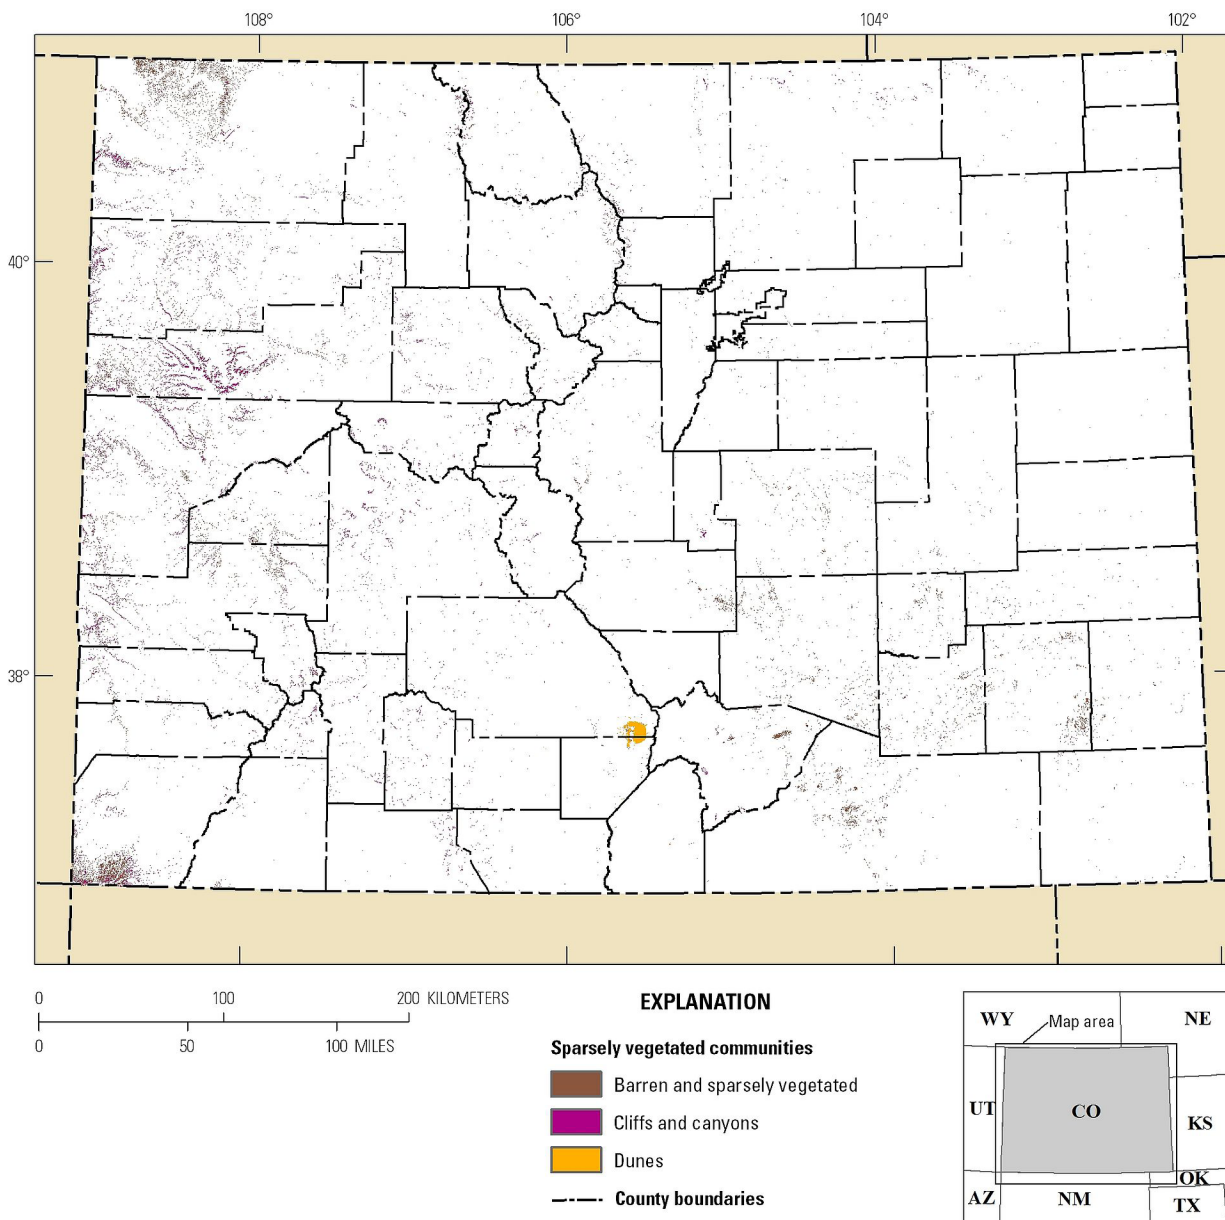 108° 106° 104° 102°
40°
38°
0 100 200 KILOMETERS
0 50 100 MILES
EXPLANATION
Sparsely vegetated communities
Barren and sparsely vegetated
Cliffs and canyons
Dunes
County boundaries
WY NE
Map area
UT CO KS
OK
AZ NM TX